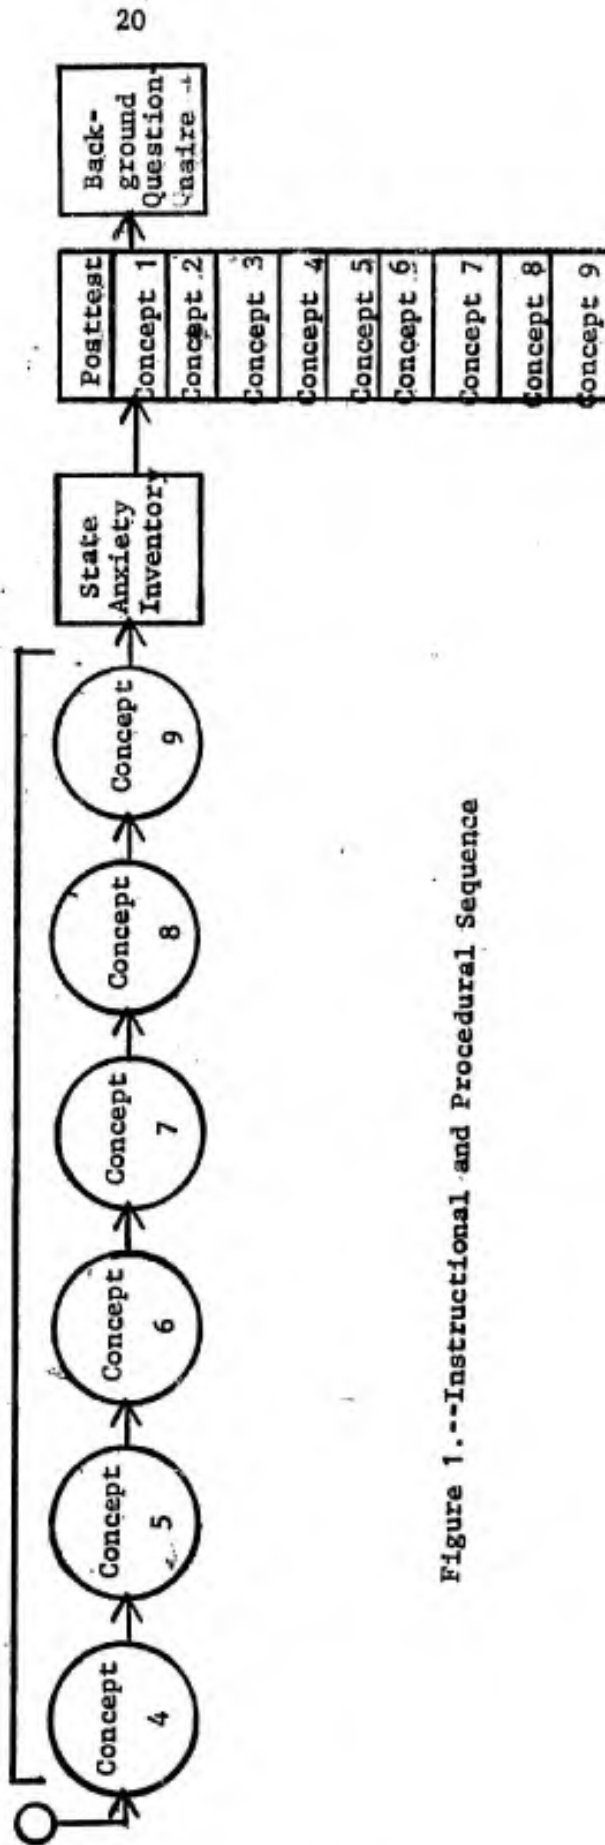 20
Concept
4
Concept
5
Concept
6
Concept
7
Concept
8
Concept
9
State
Anxiety
Inventory
Posttest
Concept 1
Concept 2
Concept 3
Concept 4
Concept 5
Concept 6
Concept 7
Concept 8
Concept 9
Back-
ground
Question-
naire
Figure 1.--Instructional and Procedural Sequence